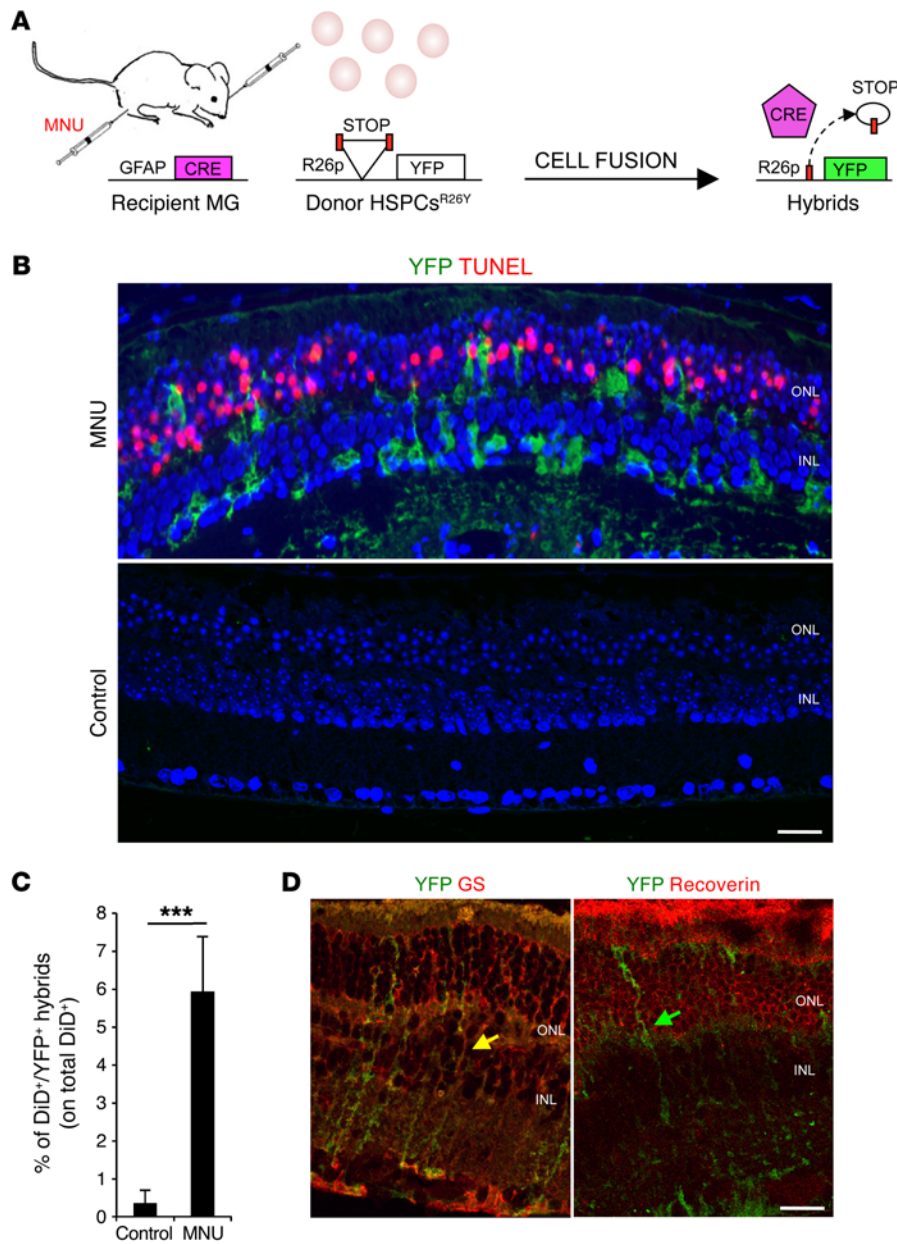 A
MNU
GFAP CRE
Recipient MG
STOP
R26p YFP
Donor HSPCsᴿ²⁶ʸ
CELL FUSION
CRE
STOP
R26p YFP
Hybrids
B
YFP TUNEL
MNU
ONL
INL
Control
ONL
INL
C
% of DiD⁺/YFP⁺ hybrids
(on total DiD⁺)
8
7
6
5
4
3
2
1
0
***
Control MNU
D
YFP GS
ONL
INL
YFP Recoverin
ONL
INL